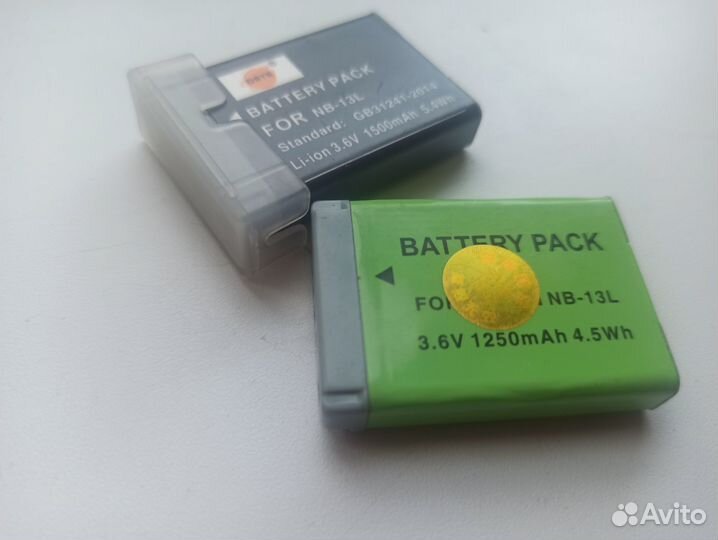 DSTE
BATTERY PACK
FOR NB-13L
Standard: GB31241-2014
Li-ion 3.6V 1500mAh 5.4Wh
BATTERY PACK
FO NB-13L
3.6V 1250mAh 4.5Wh
Avito